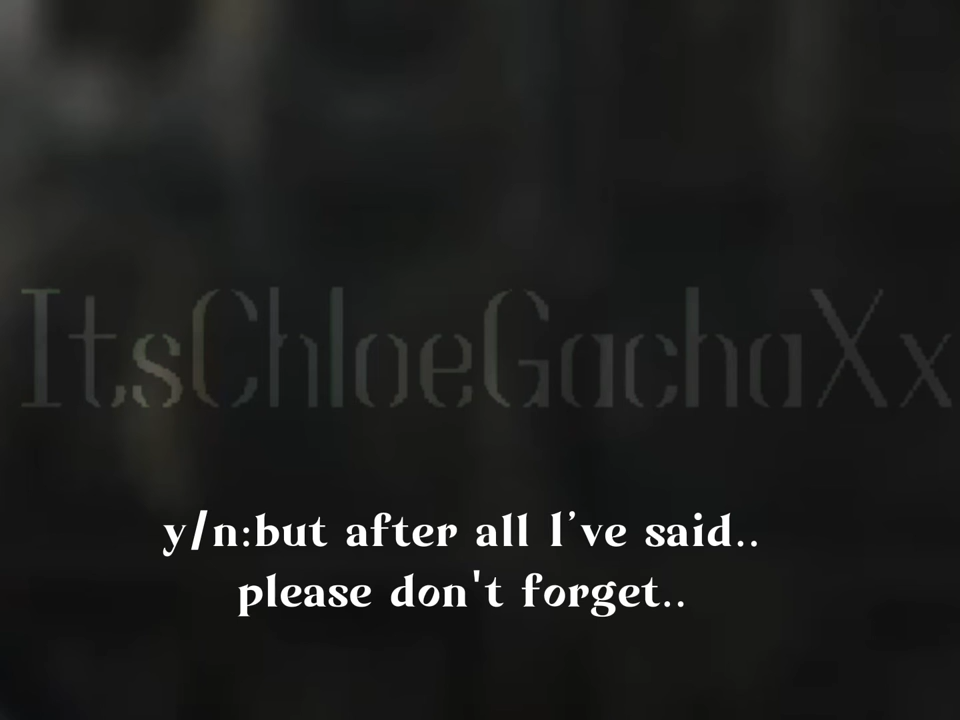 ItsChloeGachaXx
y/n:but after all I've said..
please don't forget..